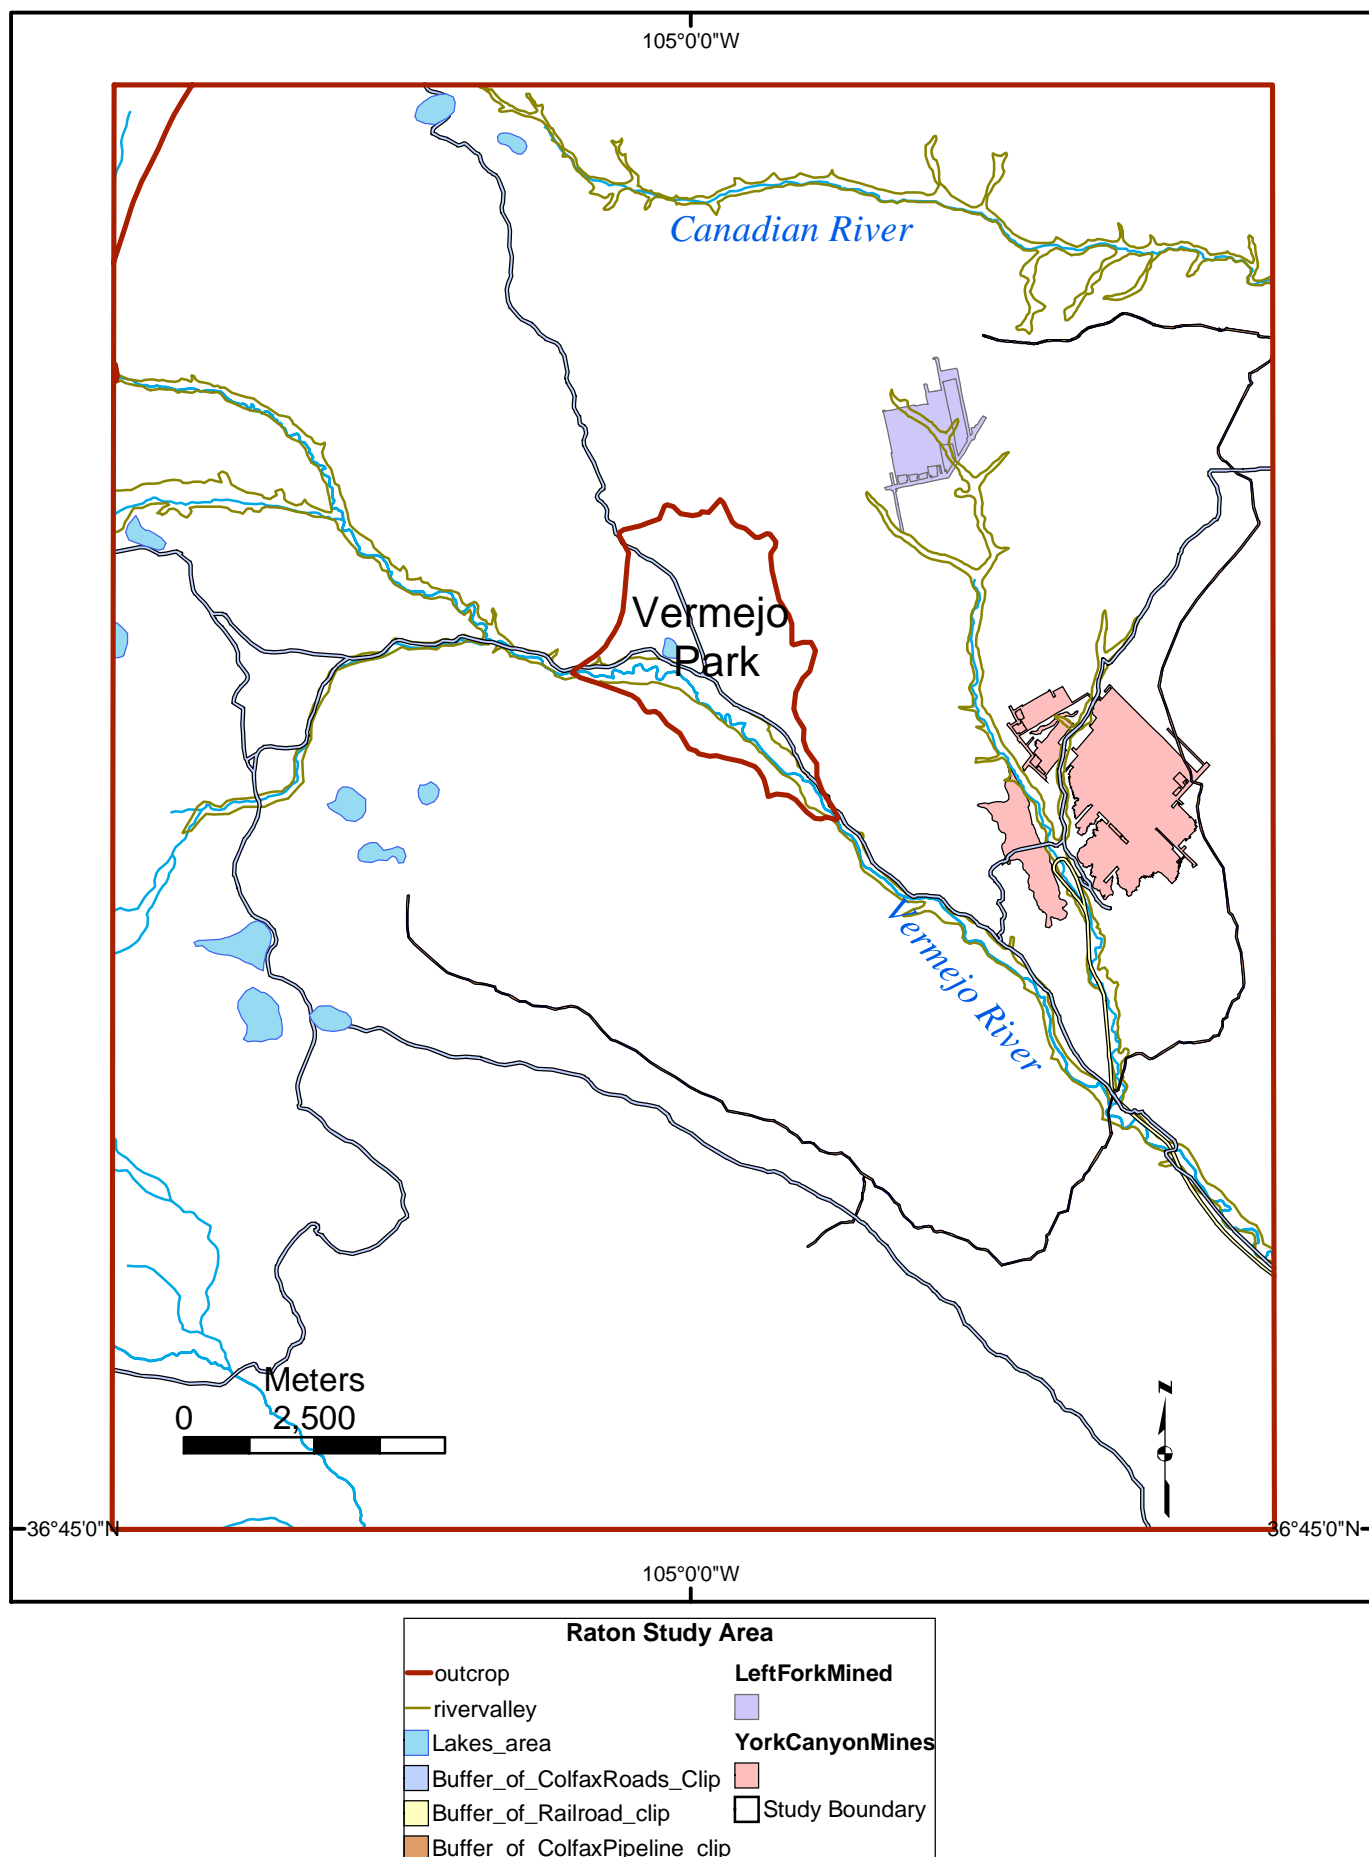 105°0'0"W
Canadian River
Vermejo
Park
Vermejo River
Meters
0 2,500
N
36°45'0"N 36°45'0"N
105°0'0"W
Raton Study Area
outcrop
LeftForkMined
rivervalley
Lakes_area
YorkCanyonMines
Buffer_of_ColfaxRoads_Clip
Buffer_of_Railroad_clip
Study Boundary
Buffer_of_ColfaxPipeline_clip